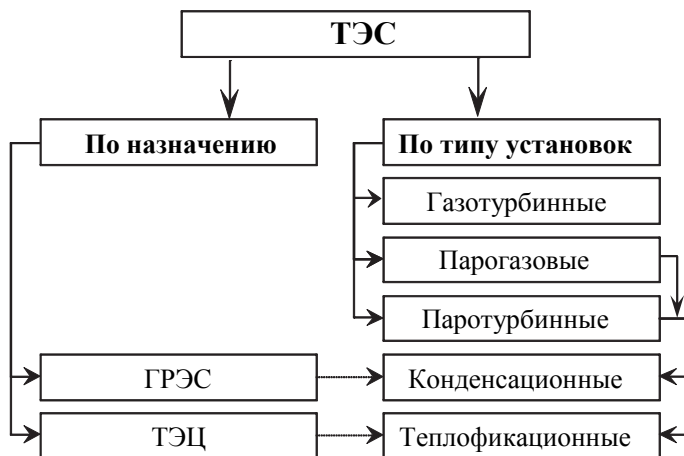 ТЭС
По назначению
По типу установок
Газотурбинные
Парогазовые
Паротурбинные
ГРЭС
Конденсационные
ТЭЦ
Теплофикационные